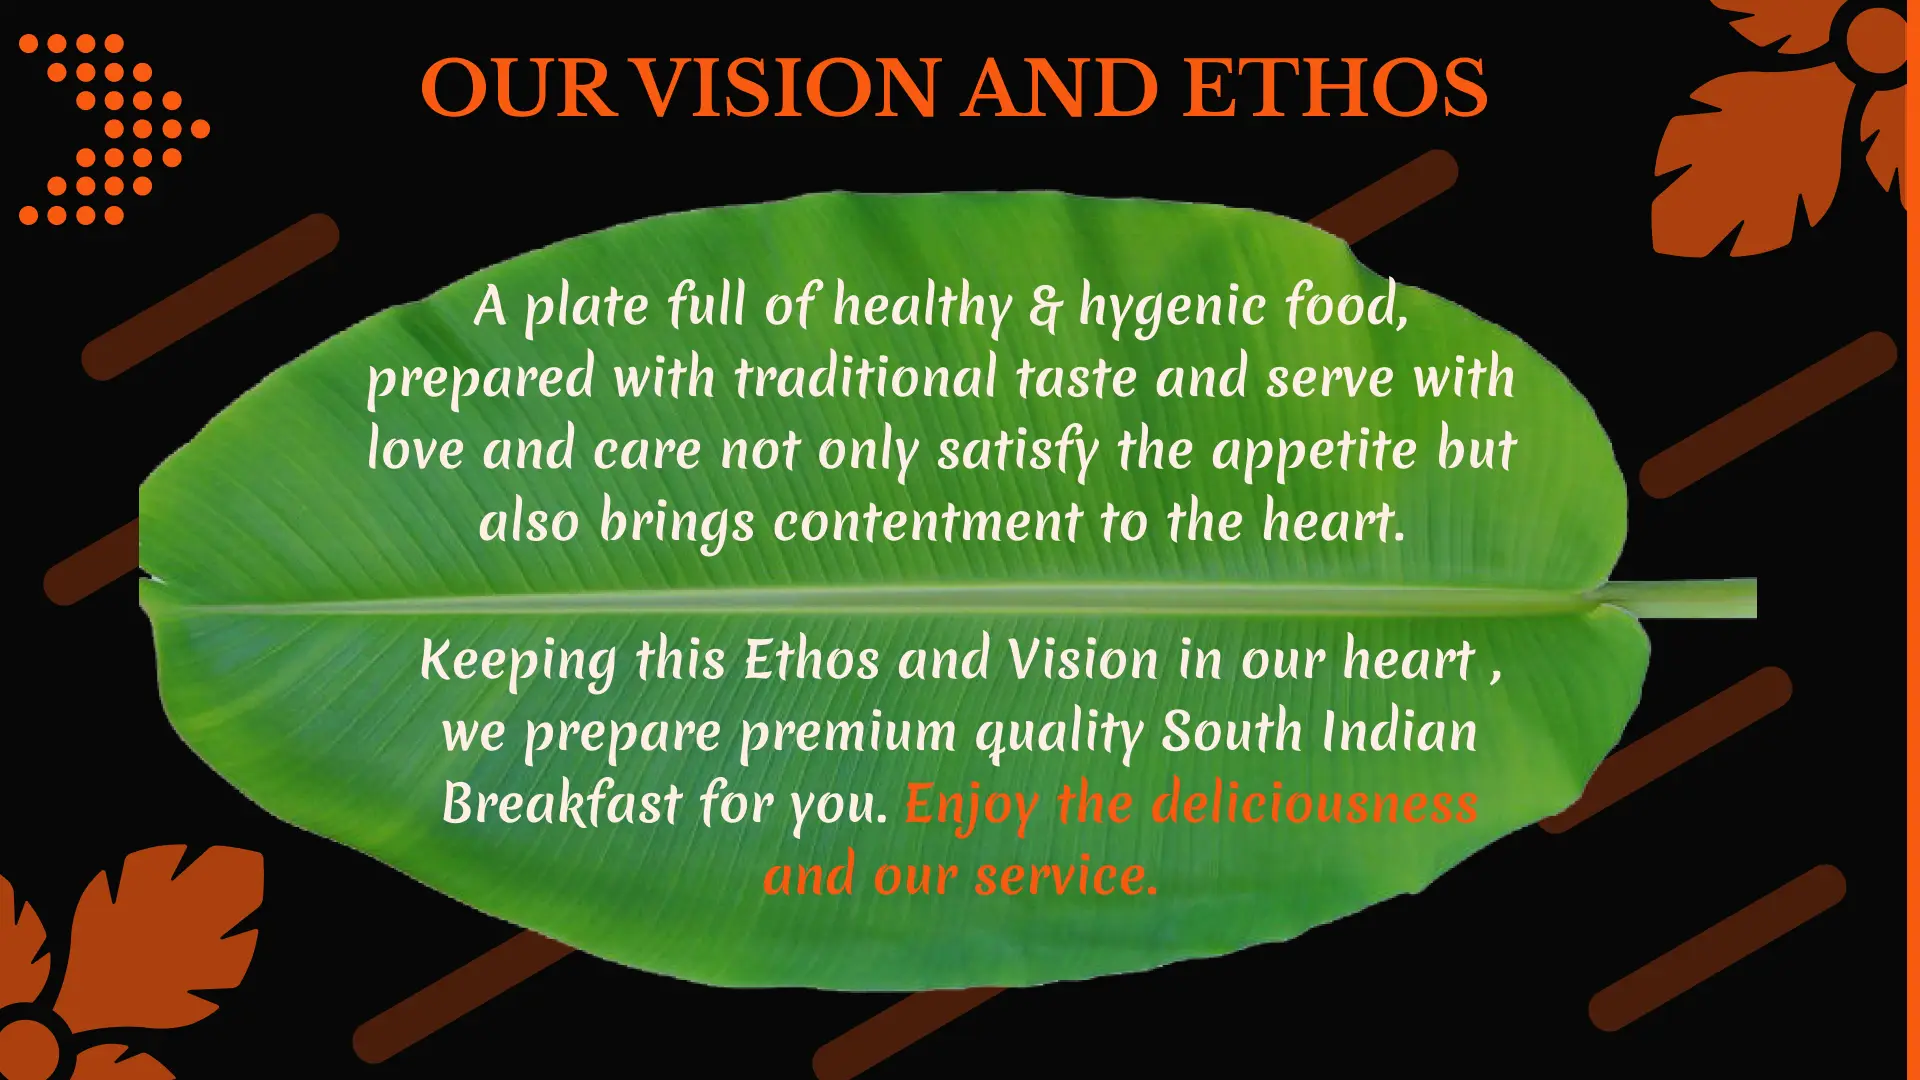 OUR VISION AND ETHOS
A plate full of healthy & hygenic food,
prepared with traditional taste and serve with
love and care not only satisfy the appetite but
also brings contentment to the heart.
Keeping this Ethos and Vision in our heart ,
we prepare premium quality South Indian
Breakfast for you. Enjoy the deliciousness
and our service.